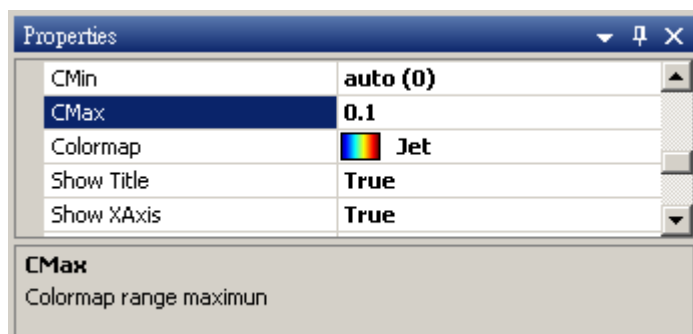 Properties
CMin auto (0)
CMax 0.1
Colormap Jet
Show Title True
Show XAxis True
CMax
Colormap range maximun